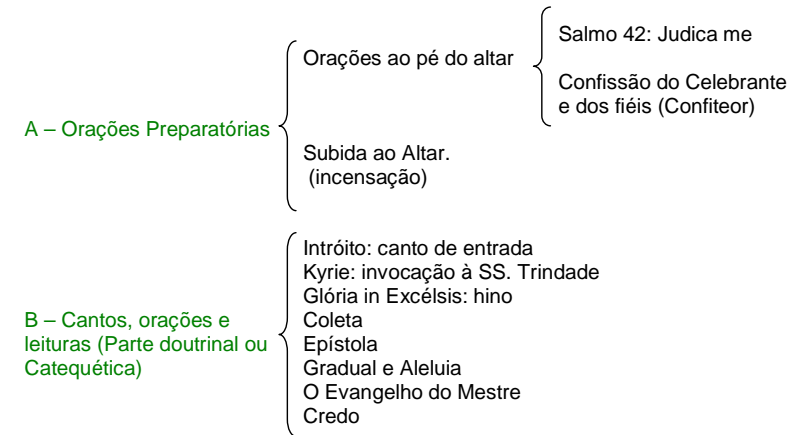 A – Orações Preparatórias
Orações ao pé do altar
Salmo 42: Judica me
Confissão do Celebrante
e dos fiéis (Confiteor)
Subida ao Altar.
(incensação)
B – Cantos, orações e
leituras (Parte doutrinal ou
Catequética)
Intróito: canto de entrada
Kyrie: invocação à SS. Trindade
Glória in Excélsis: hino
Coleta
Epístola
Gradual e Aleluia
O Evangelho do Mestre
Credo